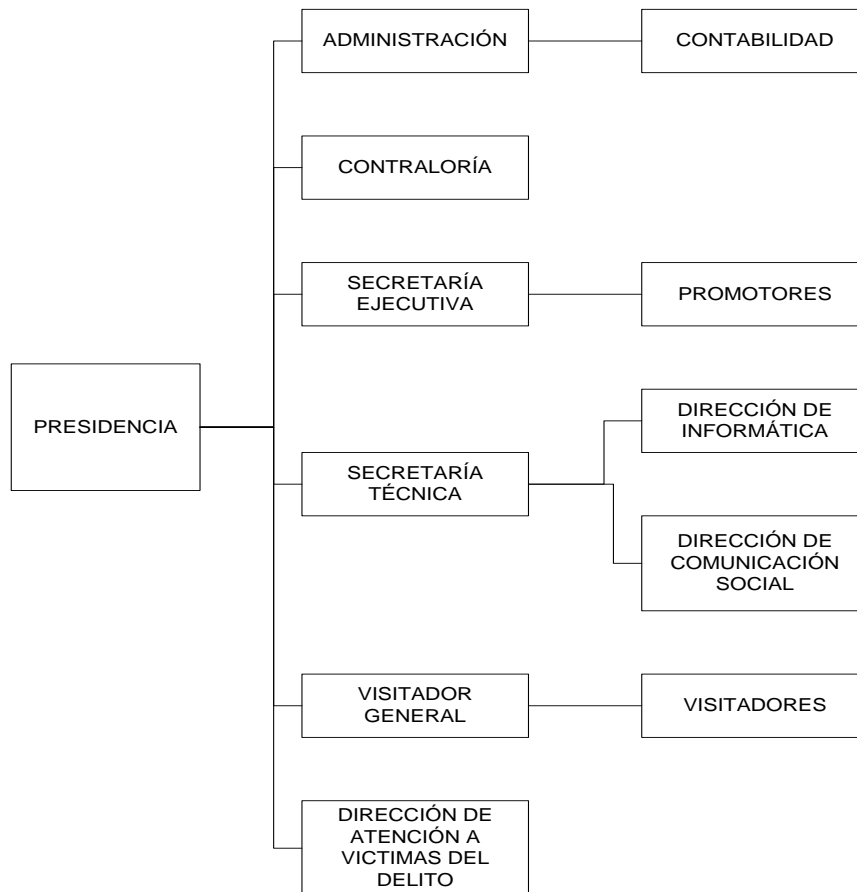 ADMINISTRACIÓN
CONTABILIDAD
CONTRALORÍA
SECRETARÍA
EJECUTIVA
PROMOTORES
PRESIDENCIA
DIRECCIÓN DE
INFORMÁTICA
SECRETARÍA
TÉCNICA
DIRECCIÓN DE
COMUNICACIÓN
SOCIAL
VISITADOR
GENERAL
VISITADORES
DIRECCIÓN DE
ATENCIÓN A
VICTIMAS DEL
DELITO